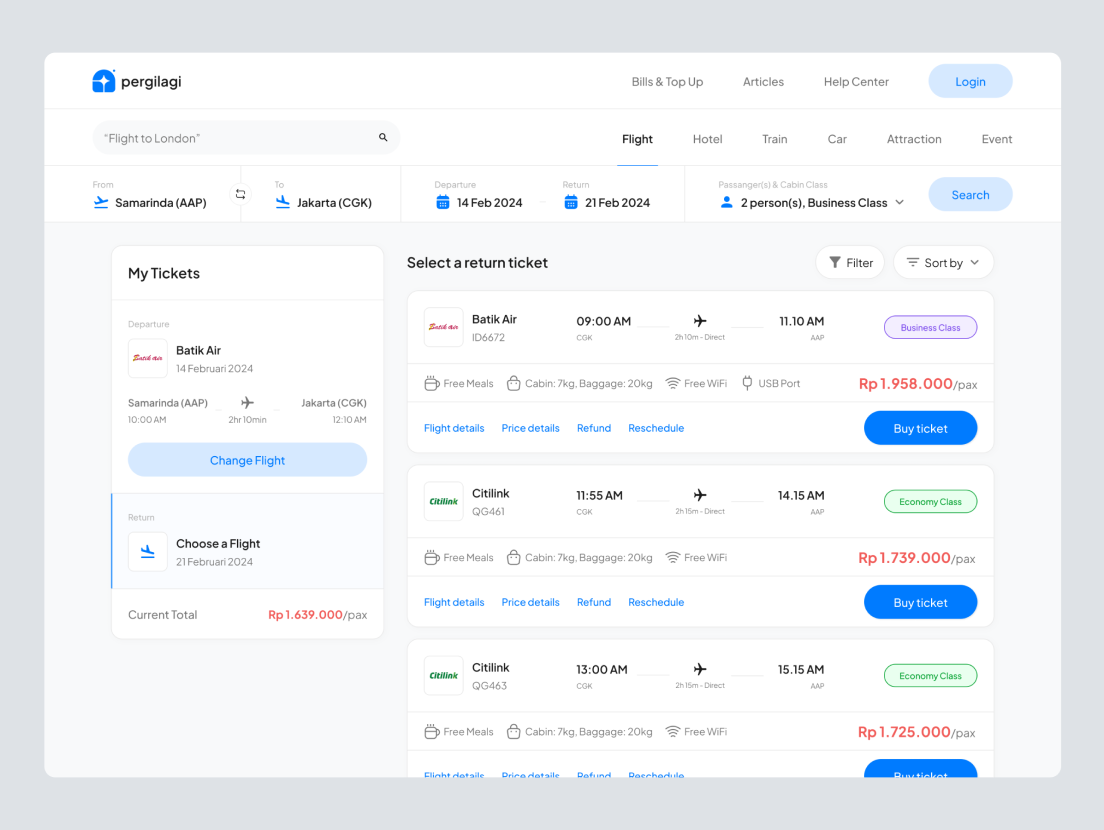 pergilagi
Bills & Top Up Articles Help Center Login
“Flight to London”
Flight Hotel Train Car Attraction Event
From To Departure Return Passanger(s) & Cabin Class
Samarinda (AAP) Jakarta (CGK) 14 Feb 2024 21 Feb 2024 2 person(s), Business Class Search
My Tickets
Departure
Batik Air
Batik Air
14 Februari 2024
Samarinda (AAP) Jakarta (CGK)
10:00 AM 2hr 10min 12:10 AM
Change Flight
Return
Choose a Flight
21 Februari 2024
Current Total Rp 1.639.000/pax
Select a return ticket Filter Sort by
Batik Air
Batik Air 09:00 AM 11.10 AM Business Class
ID6672 CGK 2h 10m - Direct AAP
Free Meals Cabin: 7kg, Baggage: 20kg Free WiFi USB Port Rp 1.958.000/pax
Flight details Price details Refund Reschedule Buy ticket
Citilink
Citilink 11:55 AM 14.15 AM Economy Class
QG461 CGK 2h 15m - Direct AAP
Free Meals Cabin: 7kg, Baggage: 20kg Free WiFi Rp 1.739.000/pax
Flight details Price details Refund Reschedule Buy ticket
Citilink
Citilink 13:00 AM 15.15 AM Economy Class
QG463 CGK 2h 15m - Direct AAP
Free Meals Cabin: 7kg, Baggage: 20kg Free WiFi Rp 1.725.000/pax
Flight details Price details Refund Reschedule Buy ticket